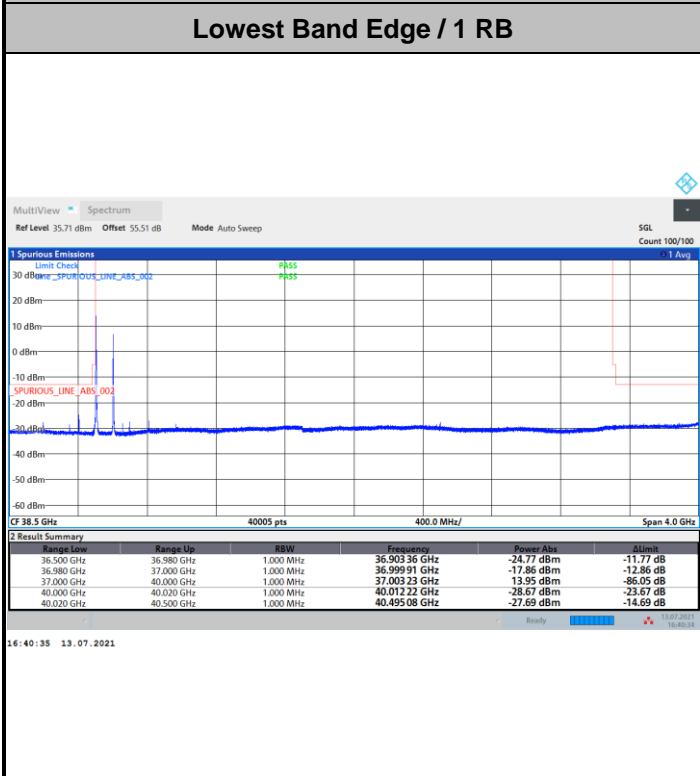 Lowest Band Edge / 1 RB
MultiView Spectrum
Ref Level 35.71 dBm Offset 55.51 dB Mode Auto Sweep SGL
Count 100/100
1 Spurious Emissions 1 Avg
Limit Check PASS
30 dBm Line _SPURIOUS_LINE_ABS_002 PASS
20 dBm
10 dBm
0 dBm
-10 dBm
_SPURIOUS_LINE_ABS_002
-20 dBm
-30 dBm
-40 dBm
-50 dBm
-60 dBm
CF 38.5 GHz 40005 pts 400.0 MHz/ Span 4.0 GHz
2 Result Summary
Range Low Range Up RBW Frequency Power Abs ΔLimit
36.500 GHz 36.980 GHz 1.000 MHz 36.903 36 GHz -24.77 dBm -11.77 dB
36.980 GHz 37.000 GHz 1.000 MHz 36.999 91 GHz -17.86 dBm -12.86 dB
37.000 GHz 40.000 GHz 1.000 MHz 37.003 23 GHz 13.95 dBm -86.05 dB
40.000 GHz 40.020 GHz 1.000 MHz 40.012 22 GHz -28.67 dBm -23.67 dB
40.020 GHz 40.500 GHz 1.000 MHz 40.495 08 GHz -27.69 dBm -14.69 dB
Ready 13.07.2021
16:40:34
16:40:35 13.07.2021